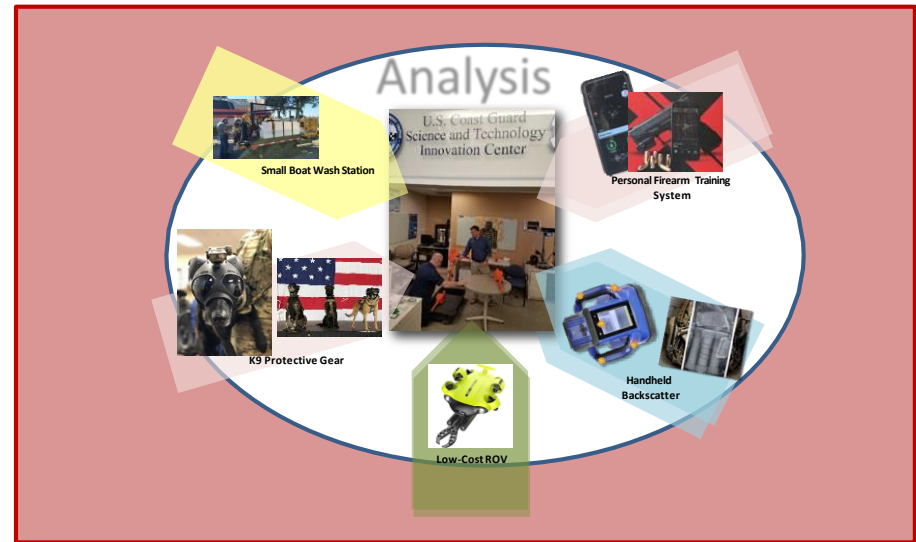 Analysis
U.S. Coast Guard
Science and Technology
Innovation Center
Small Boat Wash Station
Personal Firearm Training
System
K9 Protective Gear
Handheld
Backscatter
Low-Cost ROV